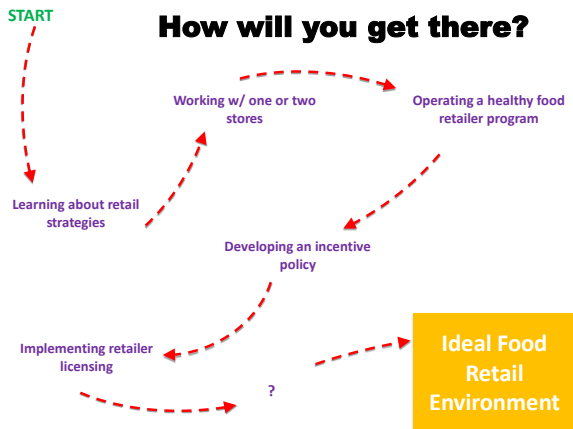 START
How will you get there?
Working w/ one or two
stores
Operating a healthy food
retailer program
Learning about retail
strategies
Developing an incentive
policy
Implementing retailer
licensing
?
Ideal Food
Retail
Environment